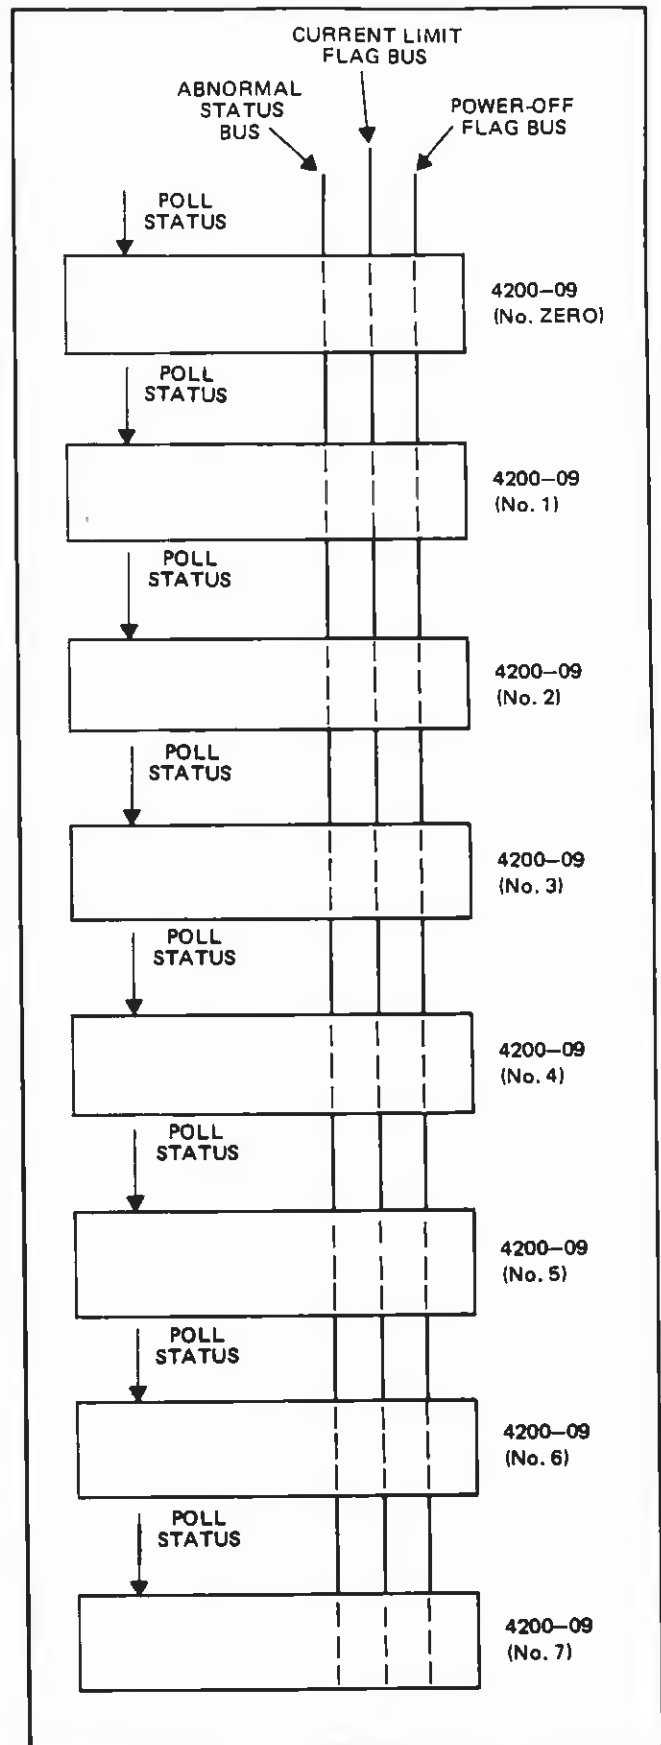 CURRENT LIMIT
FLAG BUS
ABNORMAL
STATUS
BUS
POWER-OFF
FLAG BUS
POLL
STATUS
4200-09
(No. ZERO)
POLL
STATUS
4200-09
(No. 1)
POLL
STATUS
4200-09
(No. 2)
POLL
STATUS
4200-09
(No. 3)
POLL
STATUS
4200-09
(No. 4)
POLL
STATUS
4200-09
(No. 5)
POLL
STATUS
4200-09
(No. 6)
POLL
STATUS
4200-09
(No. 7)